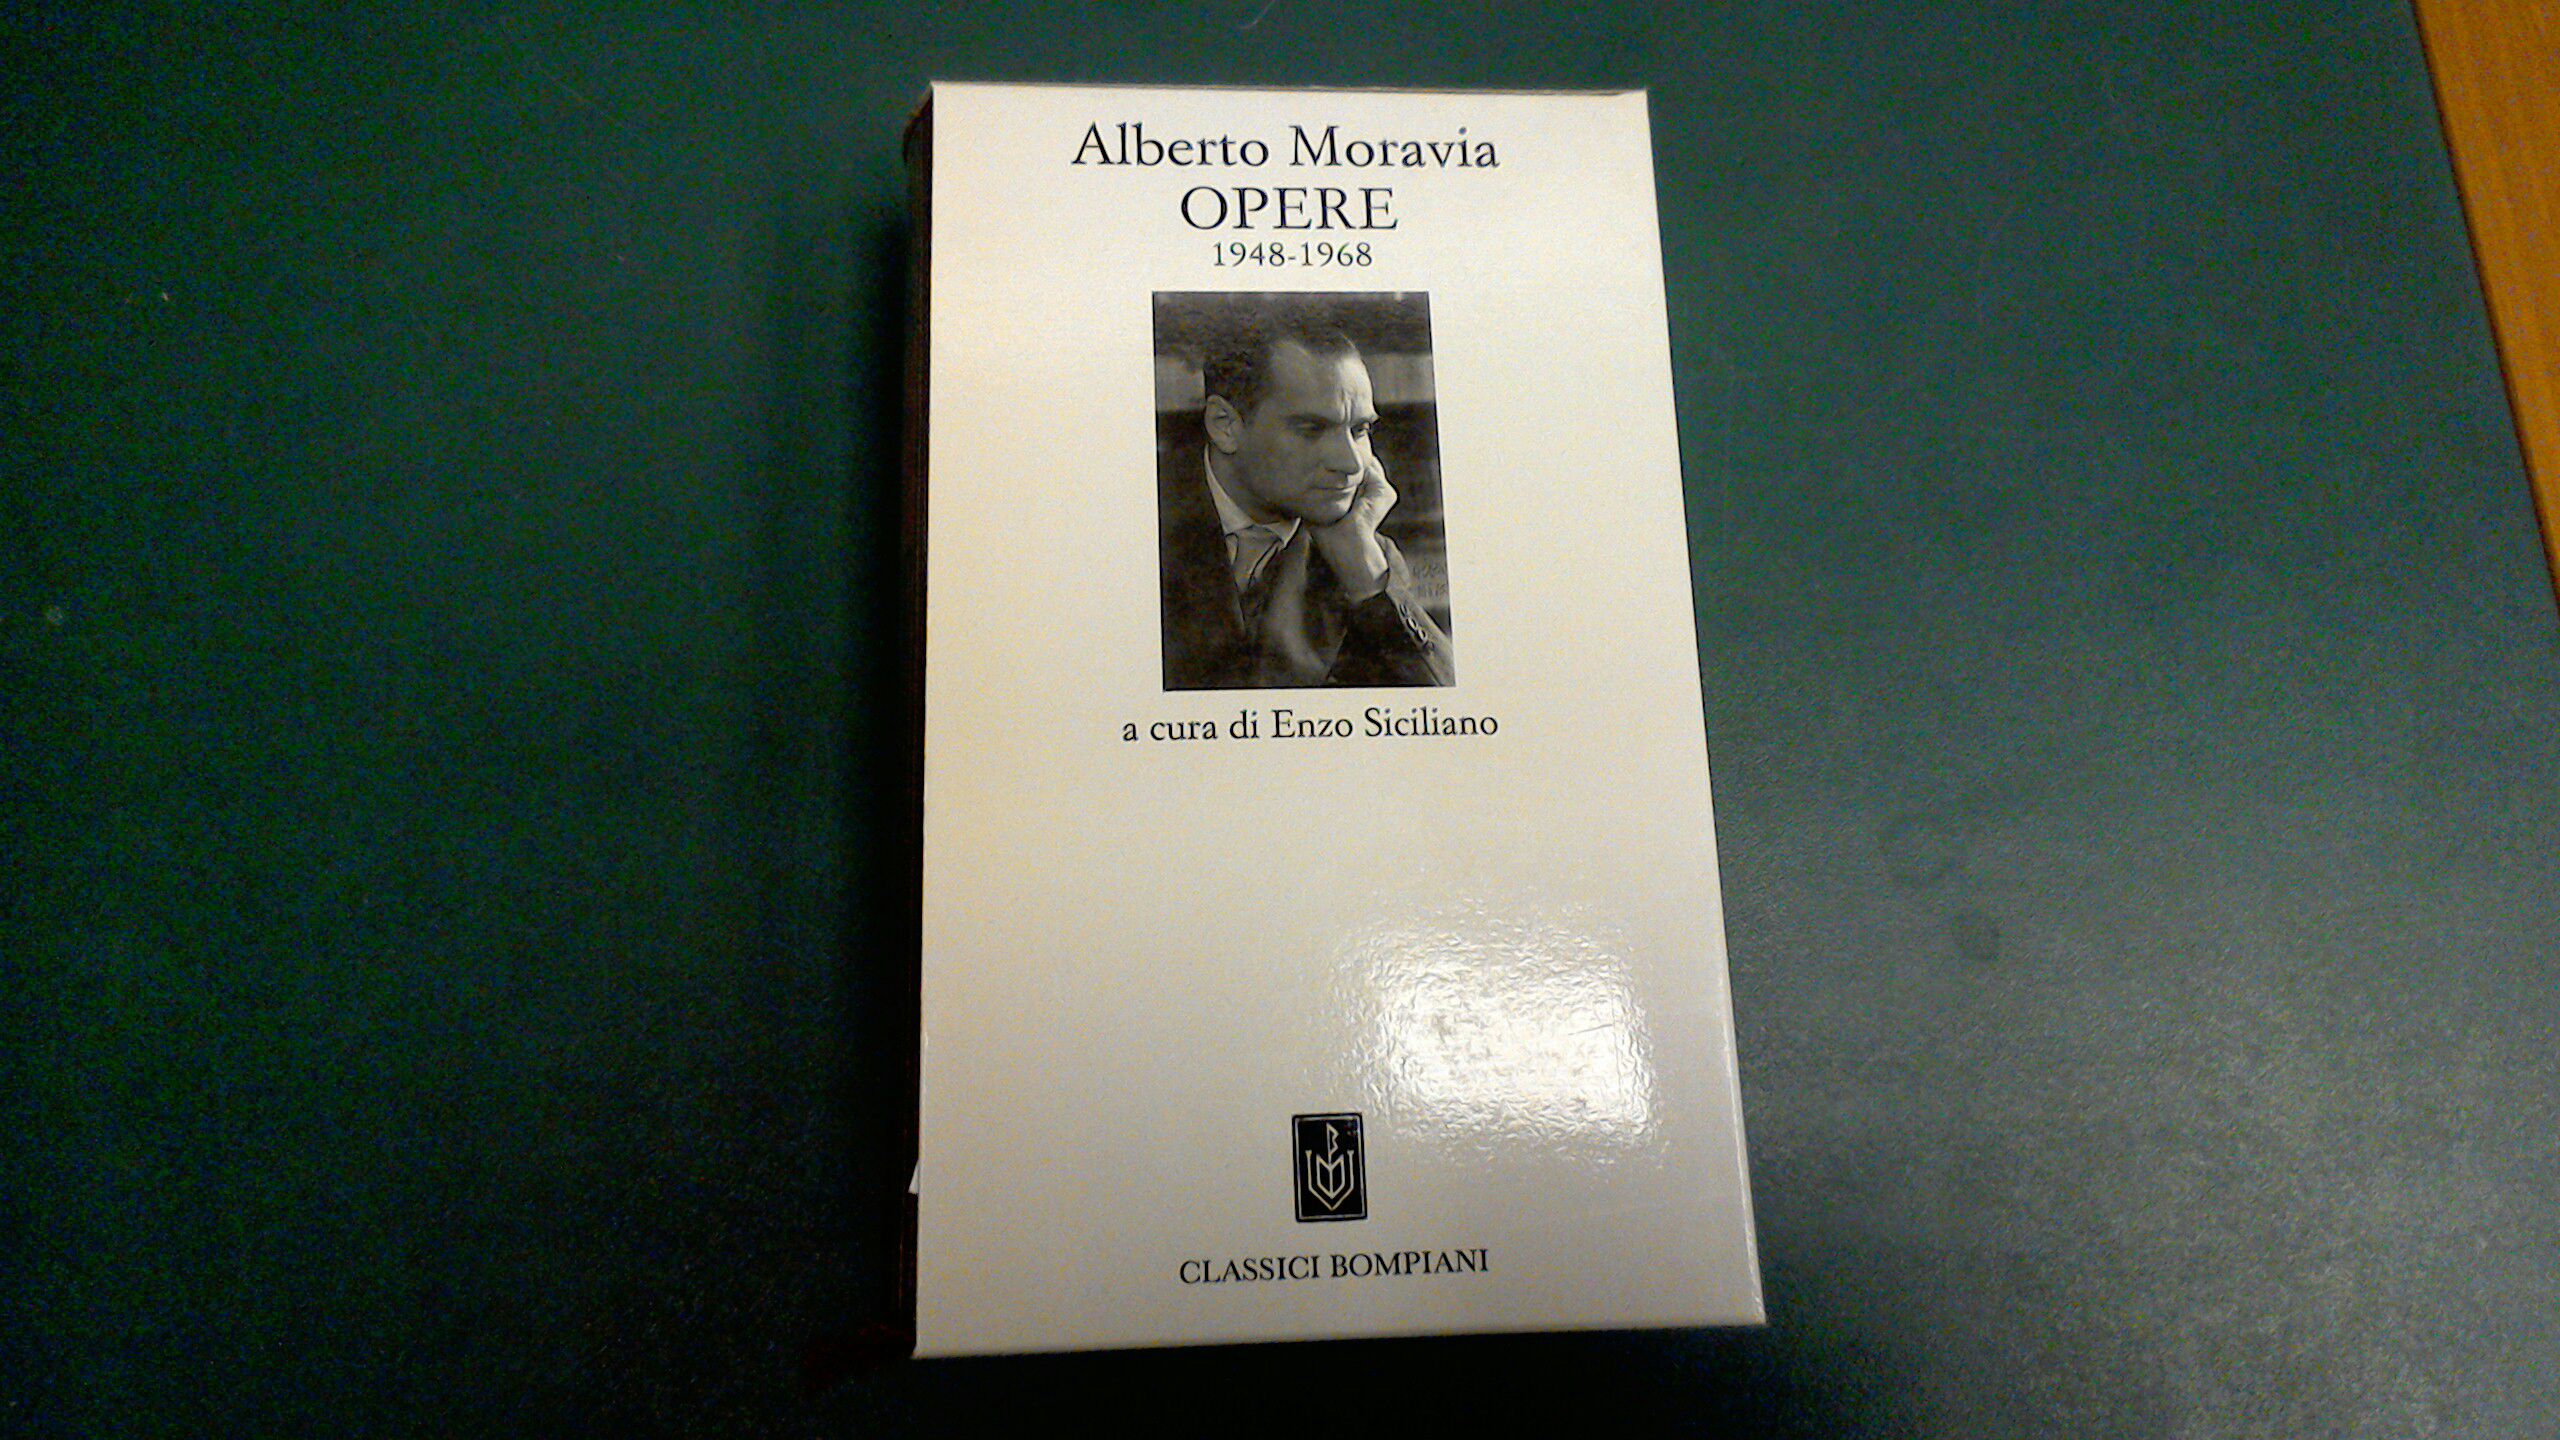 Alberto Moravia
OPERE
1948-1968
a cura di Enzo Siciliano
CLASSICI BOMPIANI